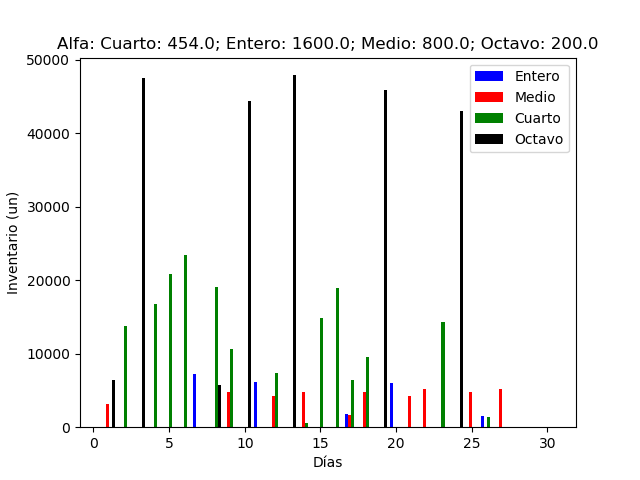 Alfa: Cuarto: 454.0; Entero: 1600.0; Medio: 800.0; Octavo: 200.0
50000
40000
30000
20000
10000
0
Inventario (un)
Entero
Medio
Cuarto
Octavo
0 5 10 15 20 25 30
Días